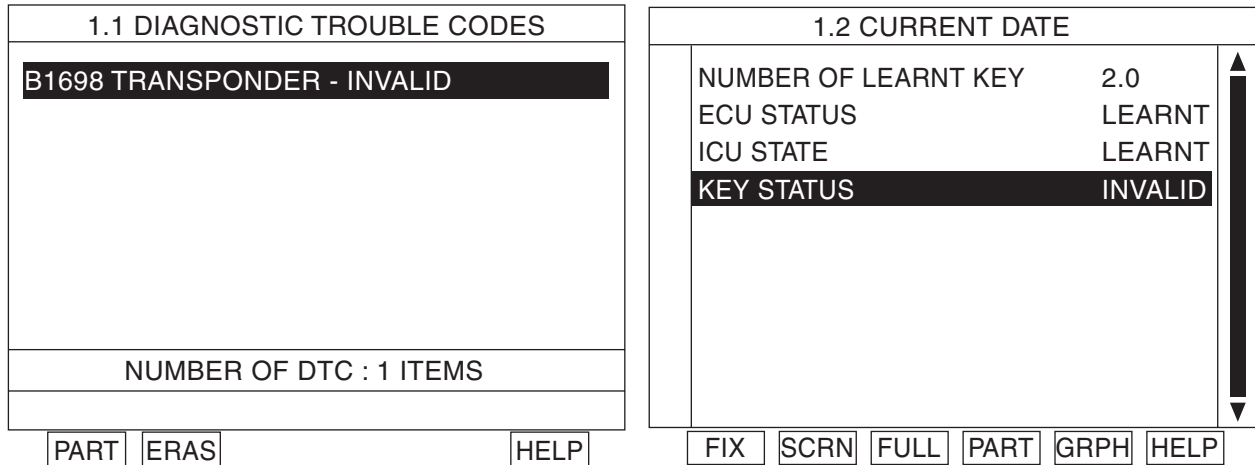 1.1 DIAGNOSTIC TROUBLE CODES
B1698 TRANSPONDER - INVALID
NUMBER OF DTC : 1 ITEMS
PART ERAS HELP
1.2 CURRENT DATE
NUMBER OF LEARNT KEY 2.0
ECU STATUS LEARNT
ICU STATE LEARNT
KEY STATUS INVALID
FIX SCRN FULL PART GRPH HELP